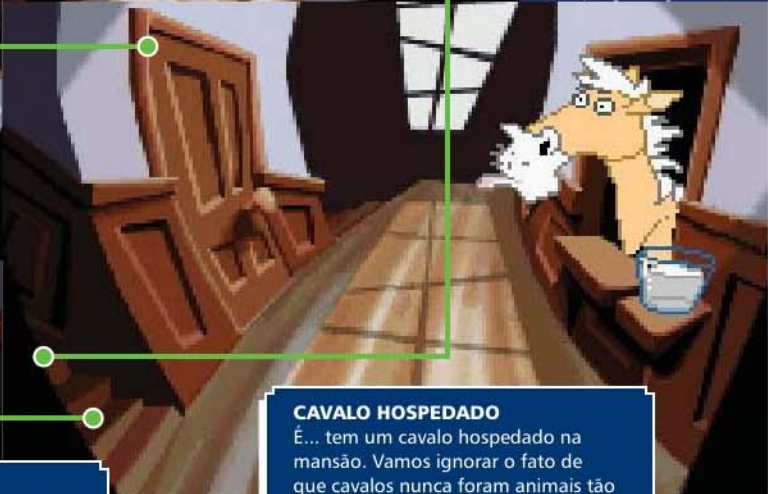 CAVALO HOSPEDADO
É... tem um cavalo hospedado na
mansão. Vamos ignorar o fato de
que cavalos nunca foram animais tão